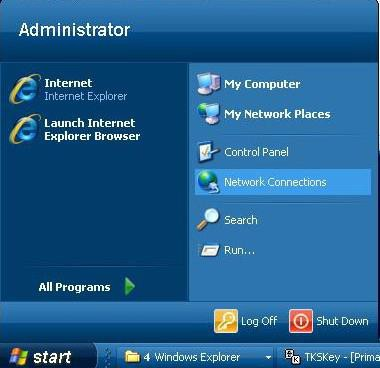 Administrator
Internet
Internet Explorer
Launch Internet
Explorer Browser
All Programs
My Computer
My Network Places
Control Panel
Network Connections
Search
Run...
Log Off
Shut Down
start
4 Windows Explorer
TKSKey - [Prima